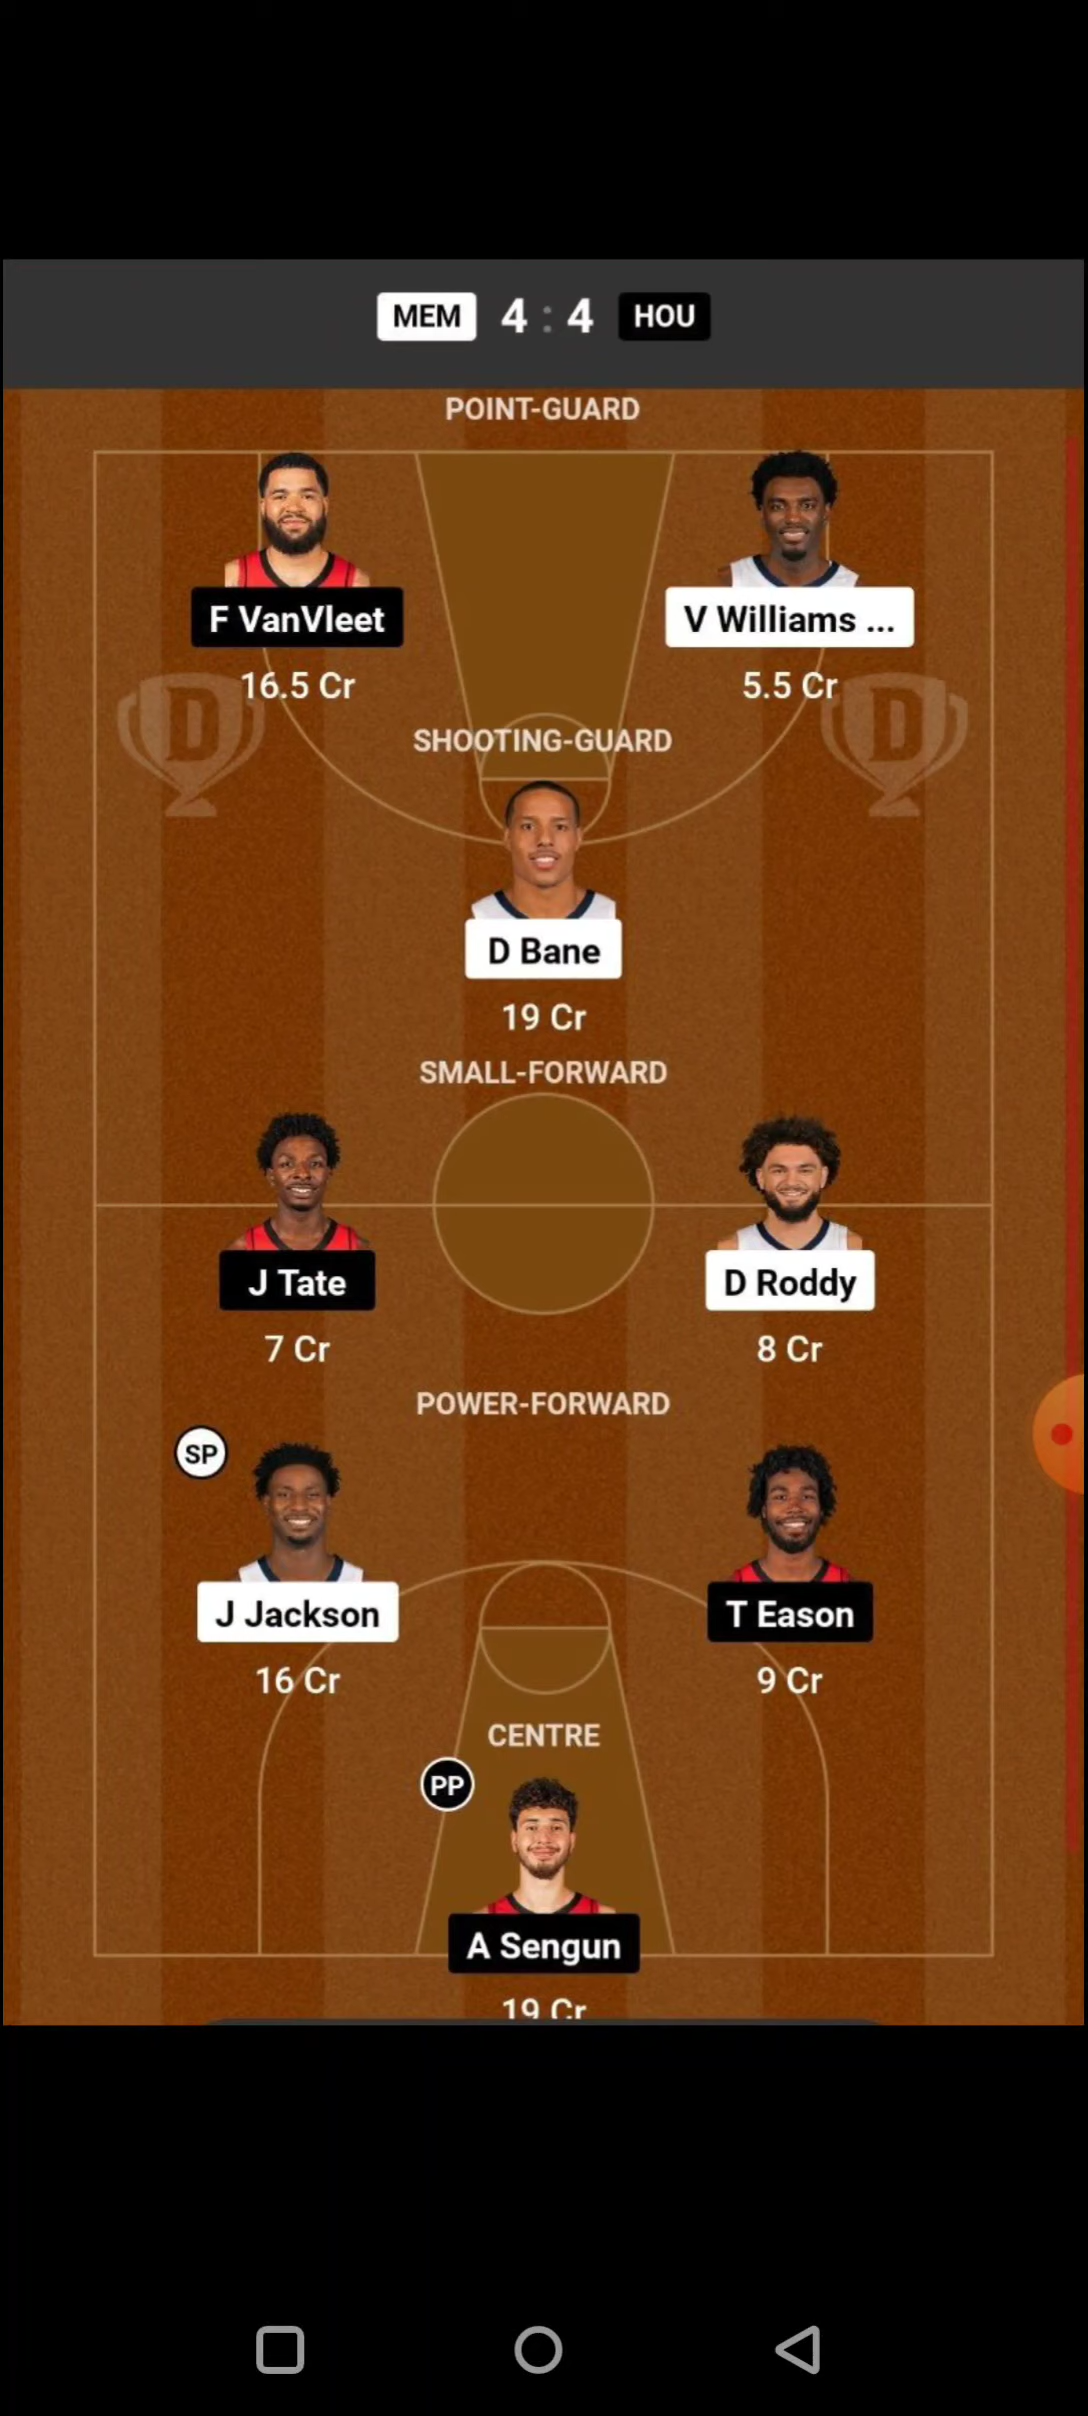 MEM 4 : 4 HOU
POINT-GUARD
F VanVleet V Williams ...
16.5 Cr 5.5 Cr
D D
SHOOTING-GUARD
D Bane
19 Cr
SMALL-FORWARD
J Tate D Roddy
7 Cr 8 Cr
POWER-FORWARD
SP
J Jackson T Eason
16 Cr 9 Cr
CENTRE
PP
A Sengun
19 Cr